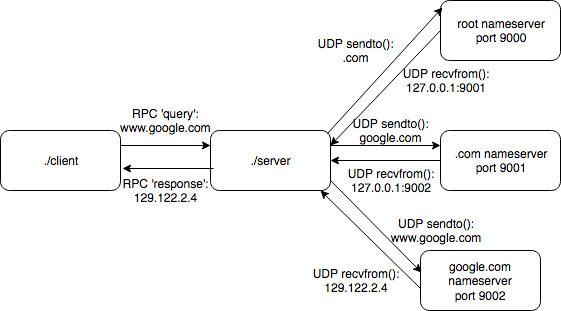 root nameserver
port 9000
UDP sendto():
.com
UDP recvfrom():
127.0.0.1:9001
RPC 'query':
www.google.com
UDP sendto():
google.com
./client
./server
.com nameserver
port 9001
RPC 'response':
129.122.2.4
UDP recvfrom():
127.0.0.1:9002
UDP sendto():
www.google.com
UDP recvfrom():
129.122.2.4
google.com
nameserver
port 9002